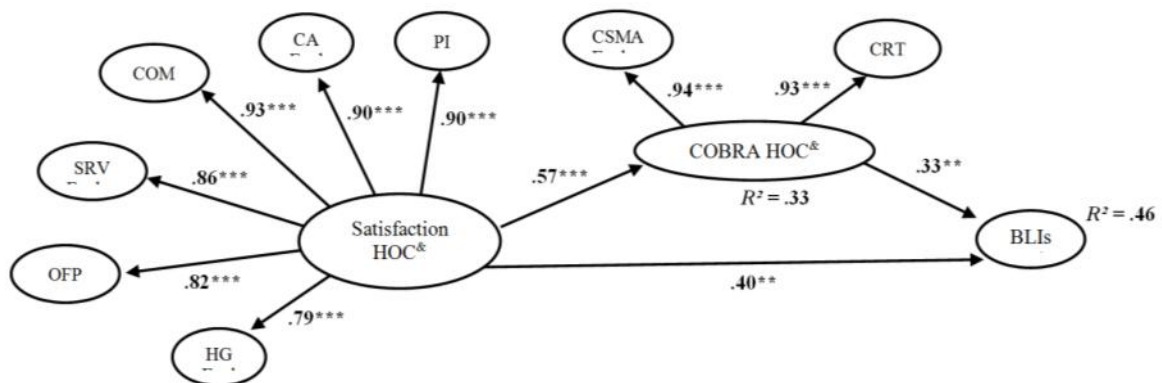 CA
PI
CSMA
CRT
COM
.93***
.90***
.90***
.94***
.93***
COBRA HOC&
SRV
.86***
.57***
.33**
R² = .33
Satisfaction
HOC&
R² = .46
BLIs
OFP
.82***
.40**
.79***
HG